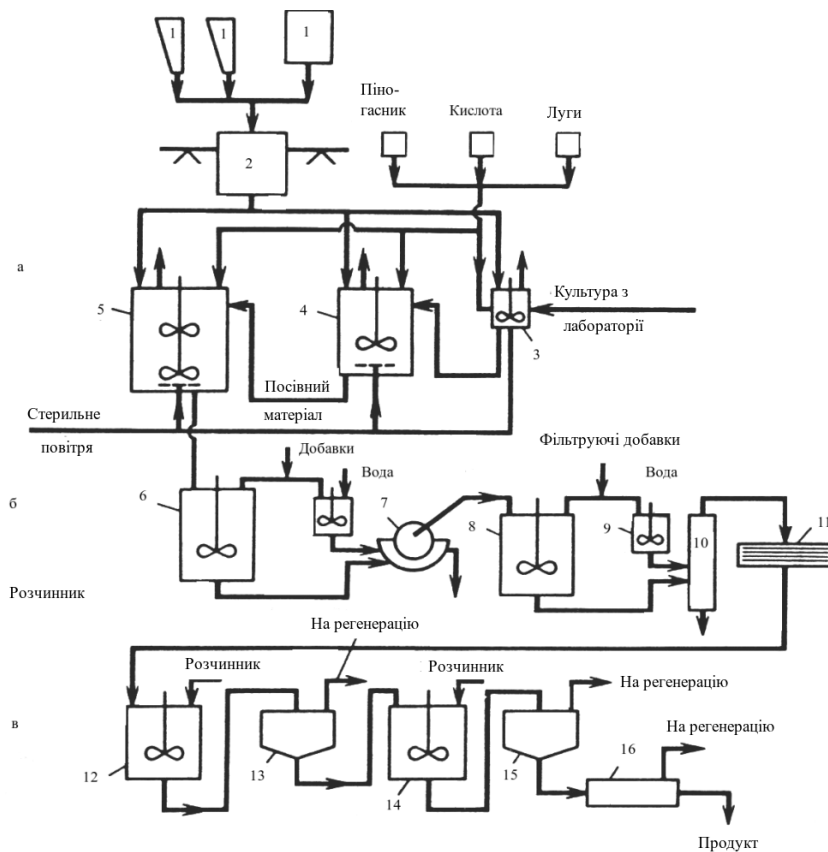 1
1
1
Піно-
гасник
Кислота
Луги
2
а
5
4
Культура з
лабораторії
3
Посівний
матеріал
Стерильне
повітря
Добавки
Вода
Фільтруючі добавки
Вода
б
6
7
8
9
10
11
Розчинник
На регенерацію
Розчинник
Розчинник
На регенерацію
На регенерацію
в
12
13
14
15
16
Продукт